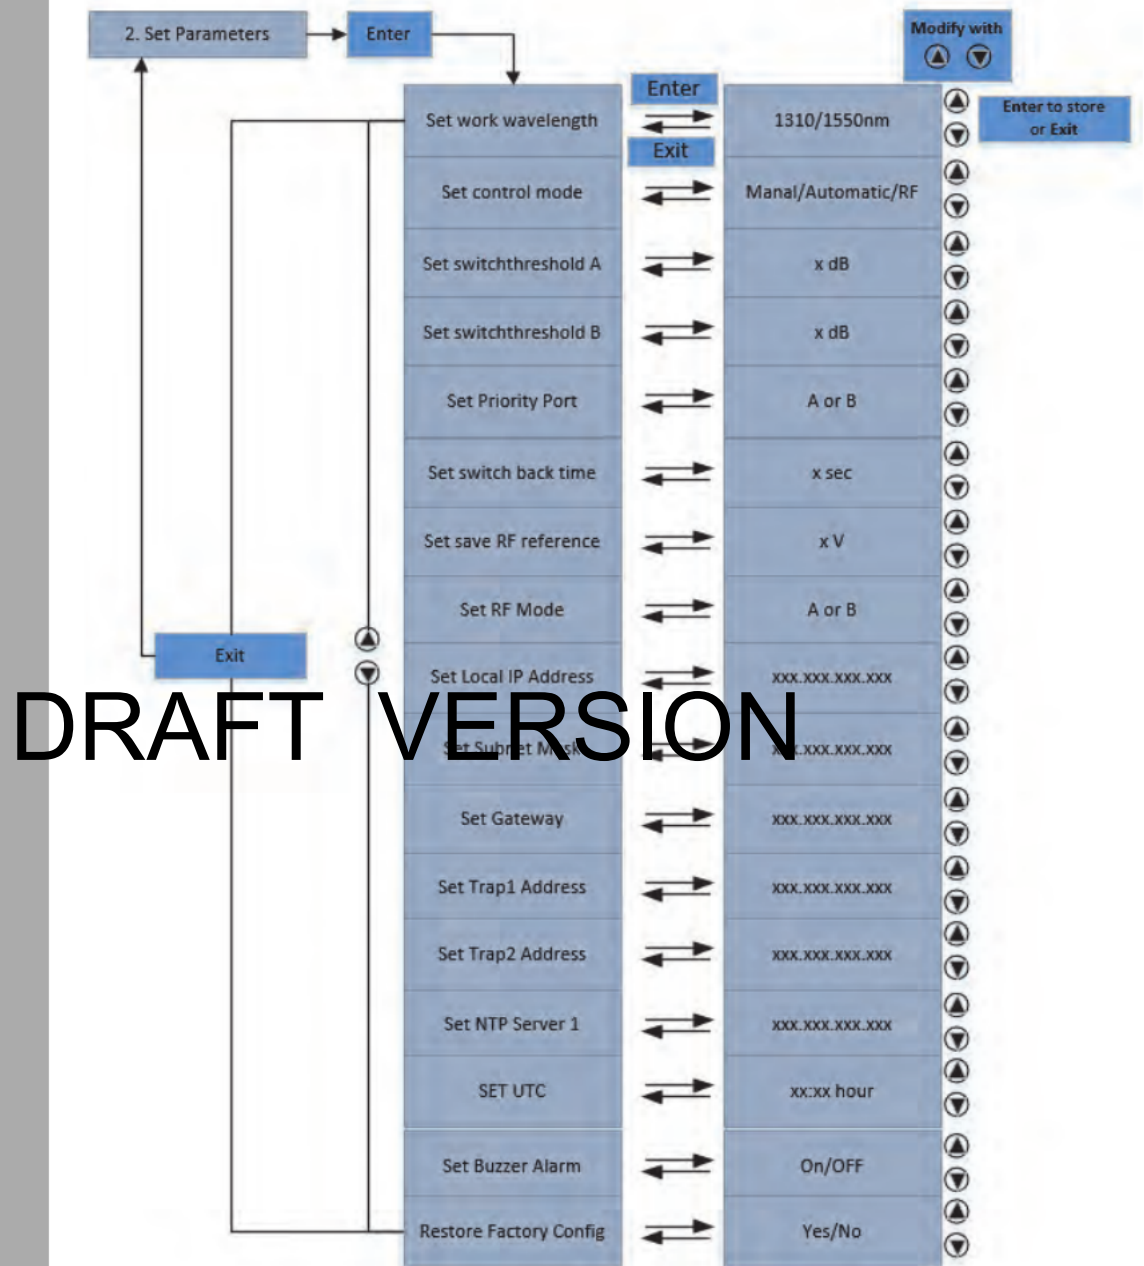 2. Set Parameters
Enter
Modify with
Enter to store
or Exit
Enter
Exit
Set work wavelength
1310/1550nm
Set control mode
Manal/Automatic/RF
Set switchthreshold A
x dB
Set switchthreshold B
x dB
Set Priority Port
A or B
Set switch back time
x sec
Set save RF reference
x V
Set RF Mode
A or B
Exit
Set Local IP Address
xxx.xxx.xxx.xxx
DRAFT VERSION
Set Subnet Mask
xxx.xxx.xxx.xxx
Set Gateway
xxx.xxx.xxx.xxx
Set Trap1 Address
xxx.xxx.xxx.xxx
Set Trap2 Address
xxx.xxx.xxx.xxx
Set NTP Server 1
xxx.xxx.xxx.xxx
SET UTC
xx:xx hour
Set Buzzer Alarm
On/OFF
Restore Factory Config
Yes/No